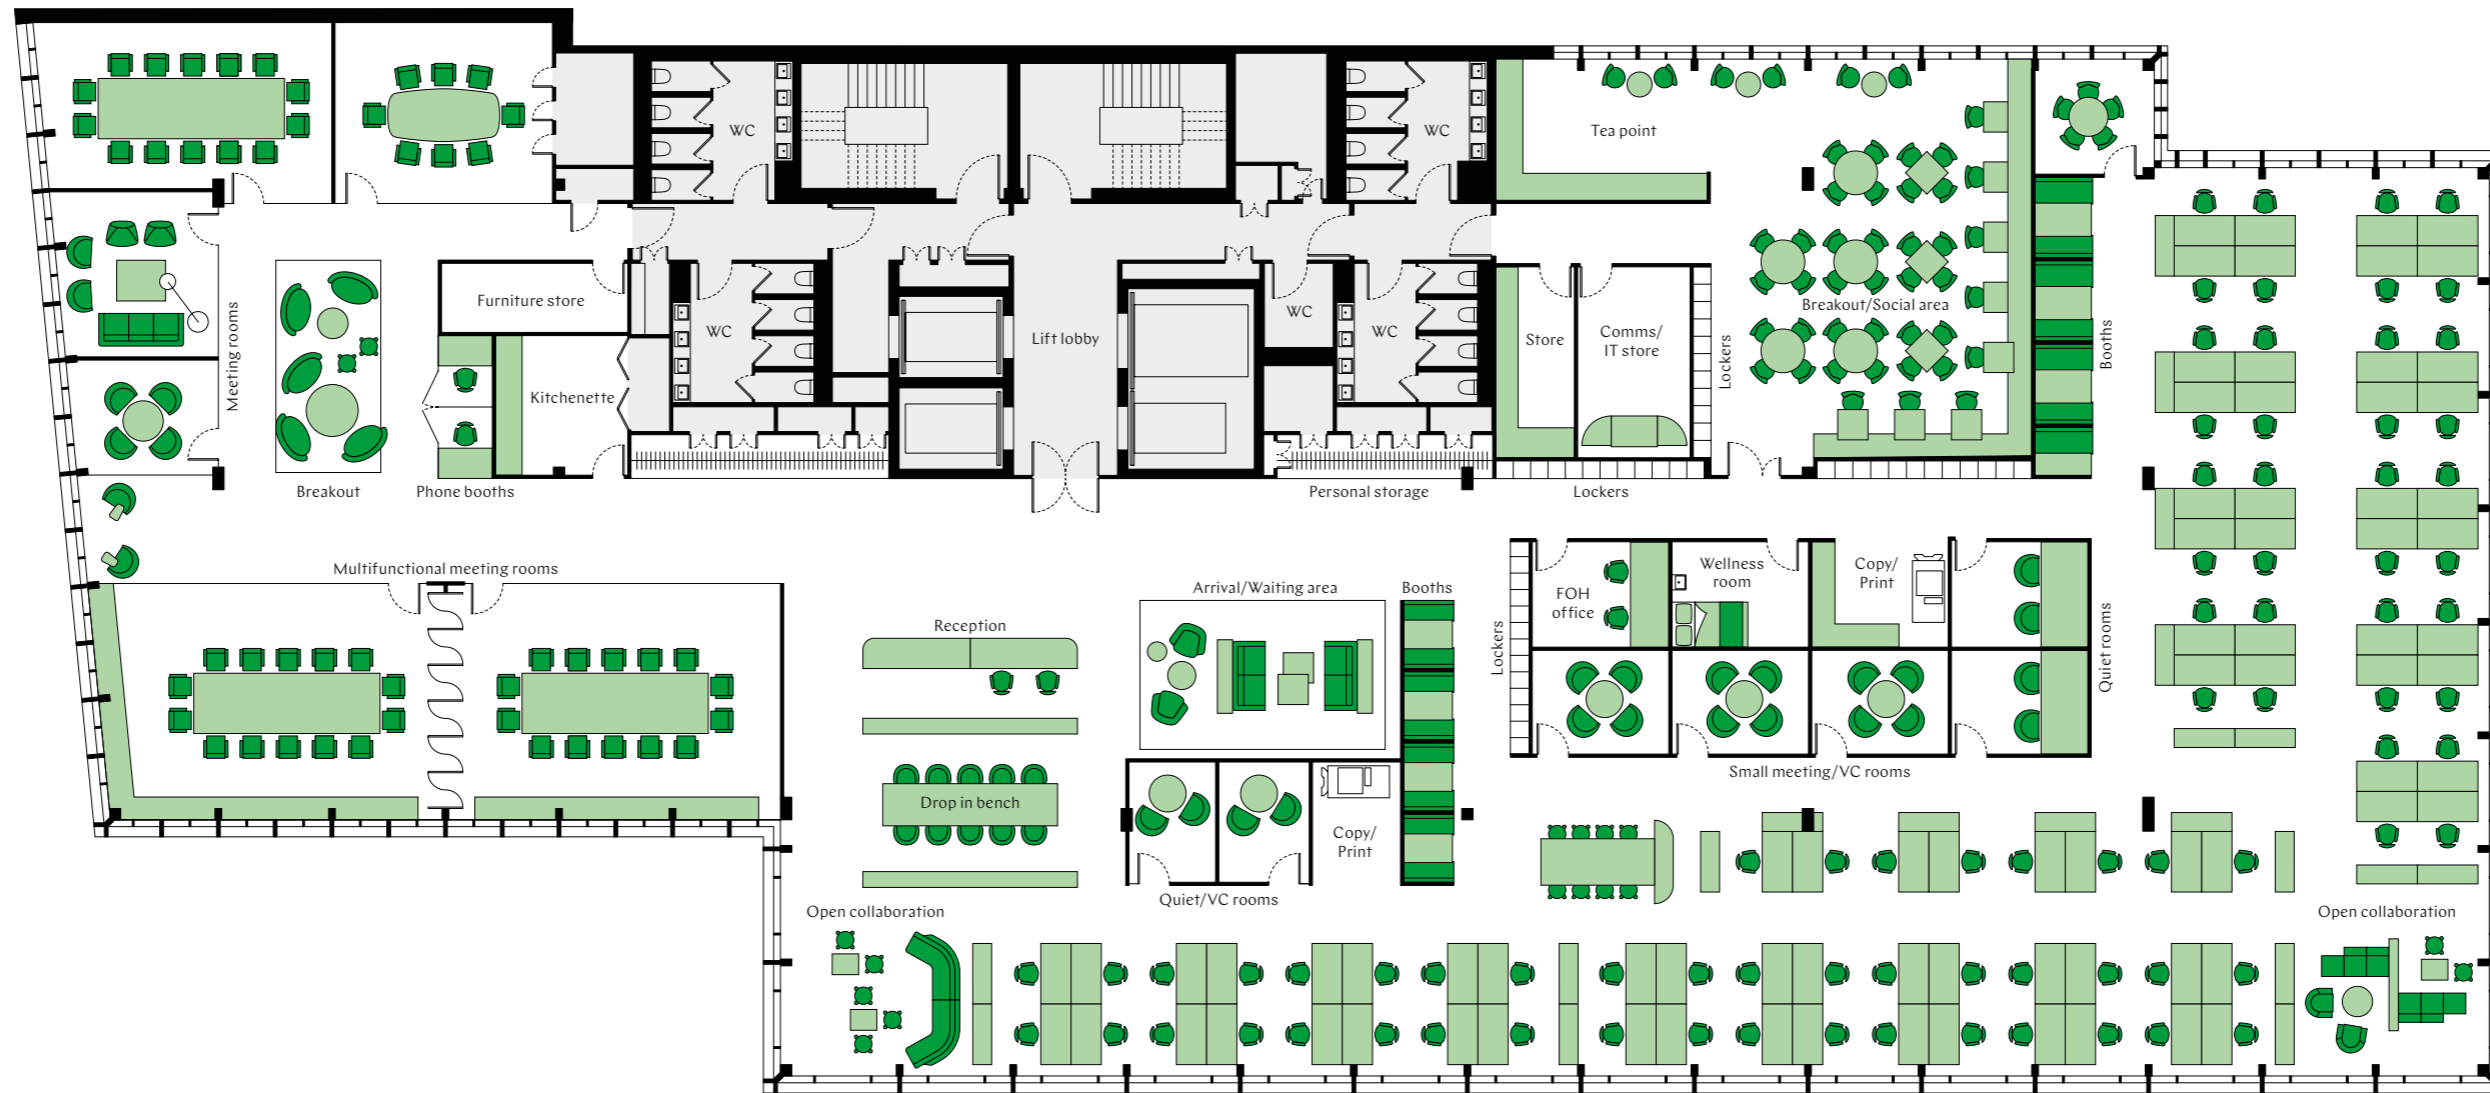 WC
WC
Tea point
Meeting rooms
Furniture store
WC
Lift lobby
WC
WC
Store
Comms/
IT store
Lockers
Breakout/Social area
Booths
Kitchenette
Breakout
Phone booths
Personal storage
Lockers
Multifunctional meeting rooms
Reception
Arrival/Waiting area
Booths
Lockers
FOH
office
Wellness
room
Copy/
Print
Quiet rooms
Small meeting/VC rooms
Drop in bench
Copy/
Print
Quiet/VC rooms
Open collaboration
Open collaboration